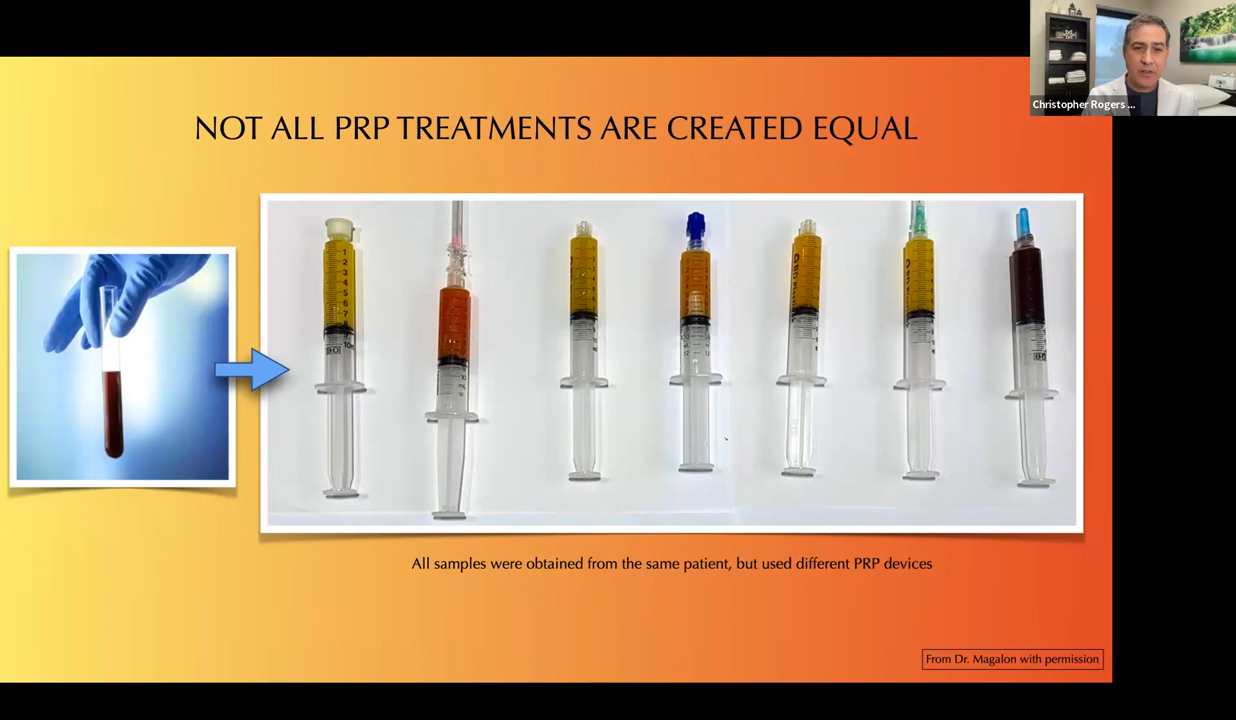 Christopher Rogers ...
NOT ALL PRP TREATMENTS ARE CREATED EQUAL
All samples were obtained from the same patient, but used different PRP devices
From Dr. Magalon with permission